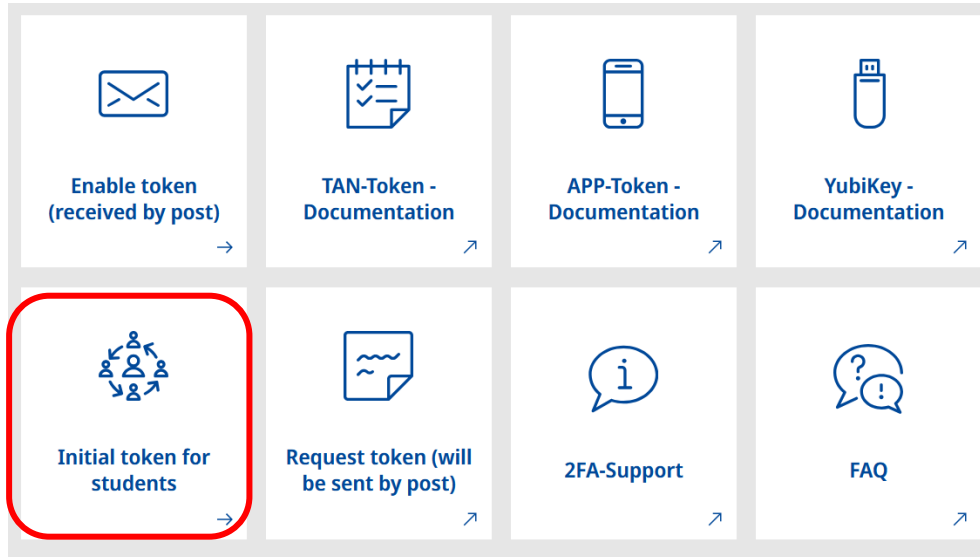 Enable token
(received by post)
TAN-Token -
Documentation
APP-Token -
Documentation
YubiKey -
Documentation
Initial token for
students
Request token (will
be sent by post)
2FA-Support
FAQ